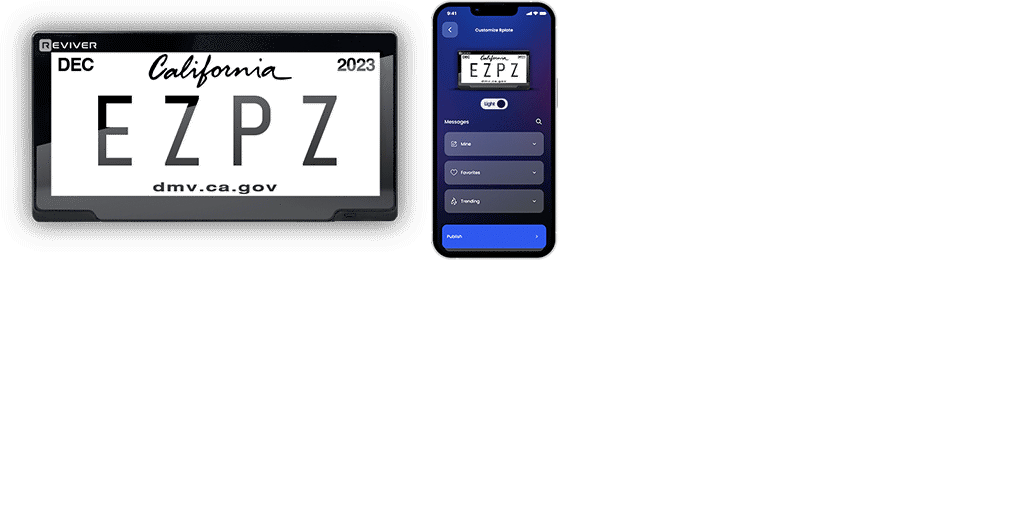 REVIVER
DEC California 2023
EZPZ
dmv.ca.gov
9:41
Customize Rplate
REVIVER
DEC California 2023
EZPZ
dmv.ca.gov
Light
Messages
Mine
Favorites
Trending
Publish